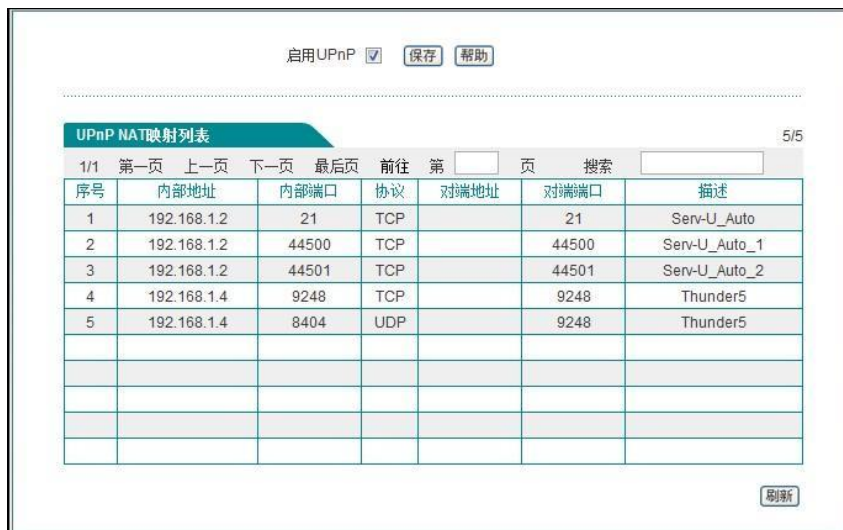 启用UPnP 保存 帮助
UPnP NAT映射列表 5/5
1/1 第一页 上一页 下一页 最后页 前往 第 页 搜索
序号 内部地址 内部端口 协议 对端地址 对端端口 描述
1 192.168.1.2 21 TCP 21 Serv-U_Auto
2 192.168.1.2 44500 TCP 44500 Serv-U_Auto_1
3 192.168.1.2 44501 TCP 44501 Serv-U_Auto_2
4 192.168.1.4 9248 TCP 9248 Thunder5
5 192.168.1.4 8404 UDP 9248 Thunder5
刷新